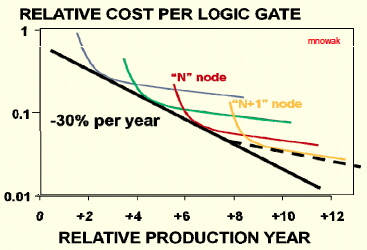 RELATIVE COST PER LOGIC GATE
1
mnowak
"N" node
"N+1" node
0.1
-30% per year
0.01
0 +2 +4 +6 +8 +10 +12
RELATIVE PRODUCTION YEAR